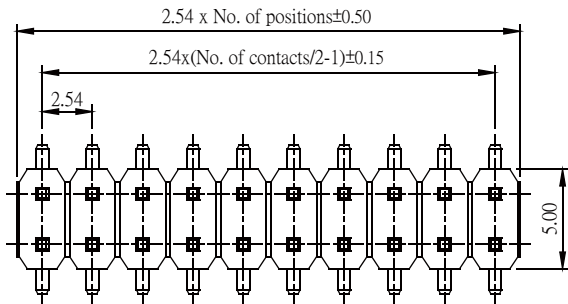 2.54 x No. of positions±0.50
2.54x(No. of contacts/2-1)±0.15
2.54
5.00